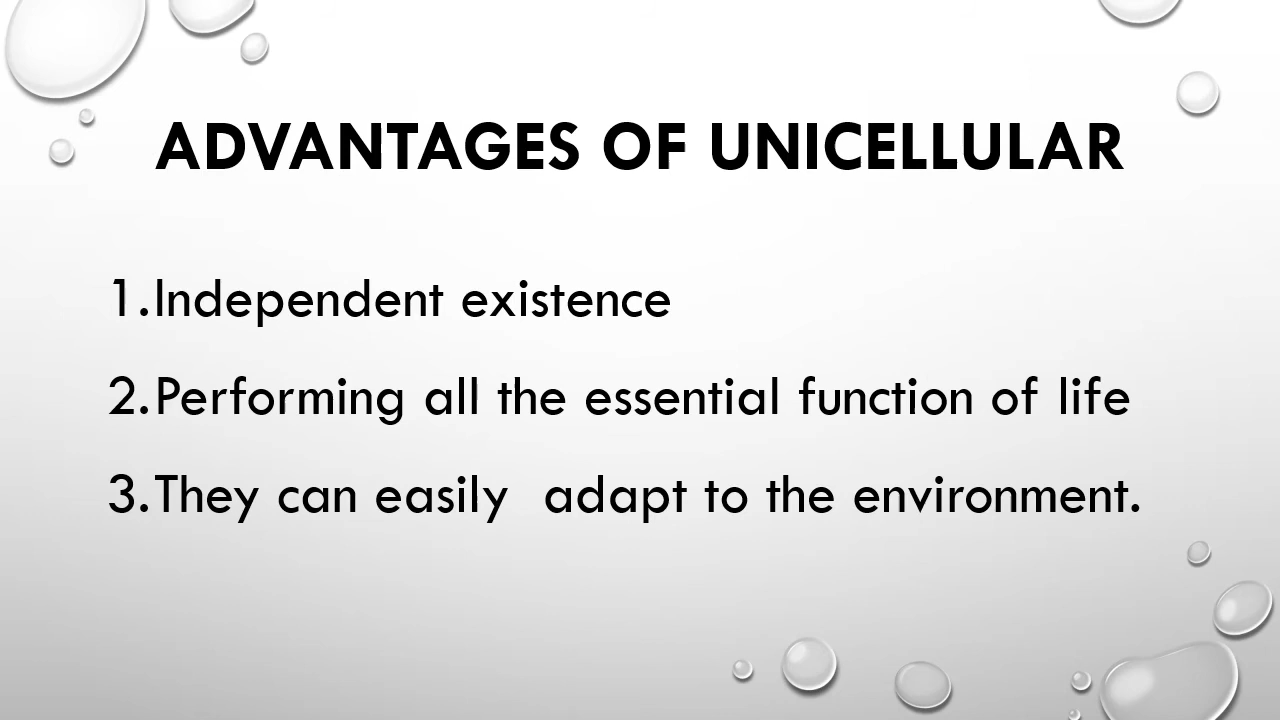 ADVANTAGES OF UNICELLULAR
1.Independent existence
2.Performing all the essential function of life
3.They can easily  adapt to the environment.